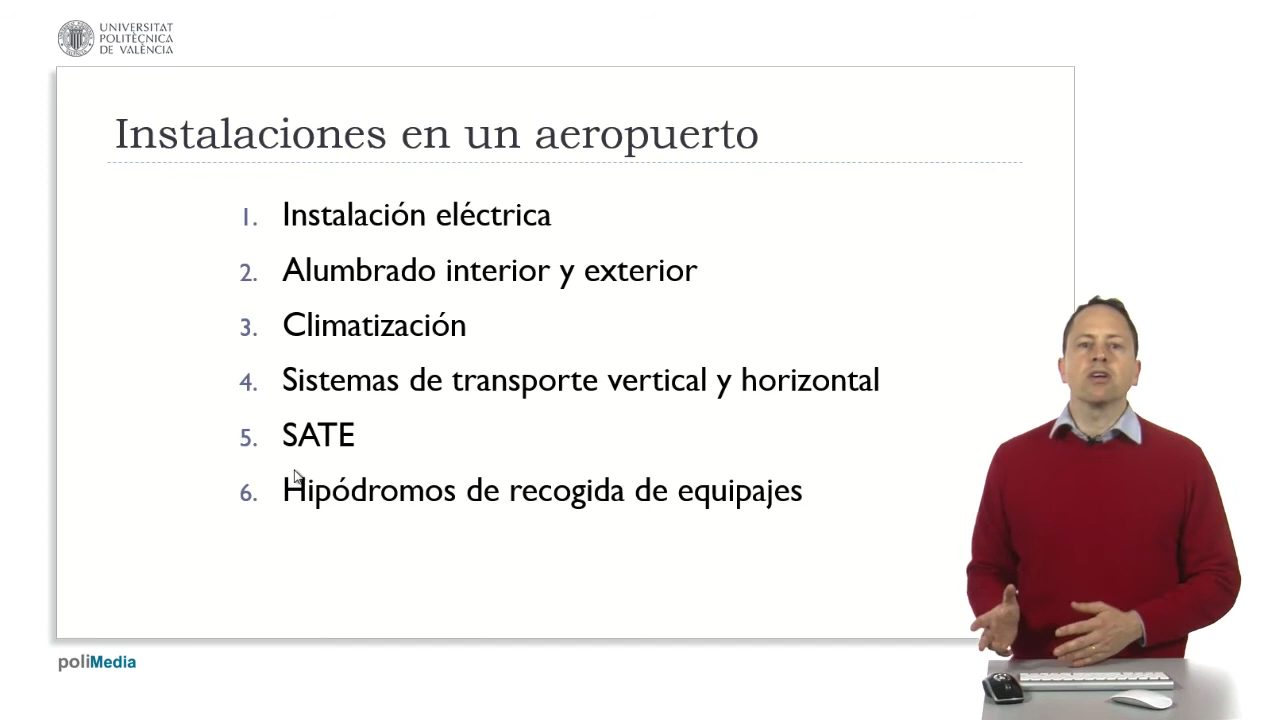 UNIVERSITAT
POLITÈCNICA
DE VALÈNCIA
Instalaciones en un aeropuerto
1. Instalación eléctrica
2. Alumbrado interior y exterior
3. Climatización
4. Sistemas de transporte vertical y horizontal
5. SATE
6. Hipódromos de recogida de equipajes
poliMedia